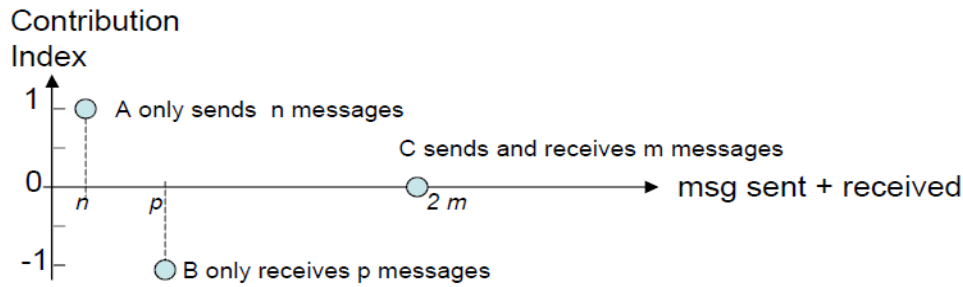 Contribution
Index
1
A only sends n messages
C sends and receives m messages
0
msg sent + received
n
p
2 m
-1
B only receives p messages